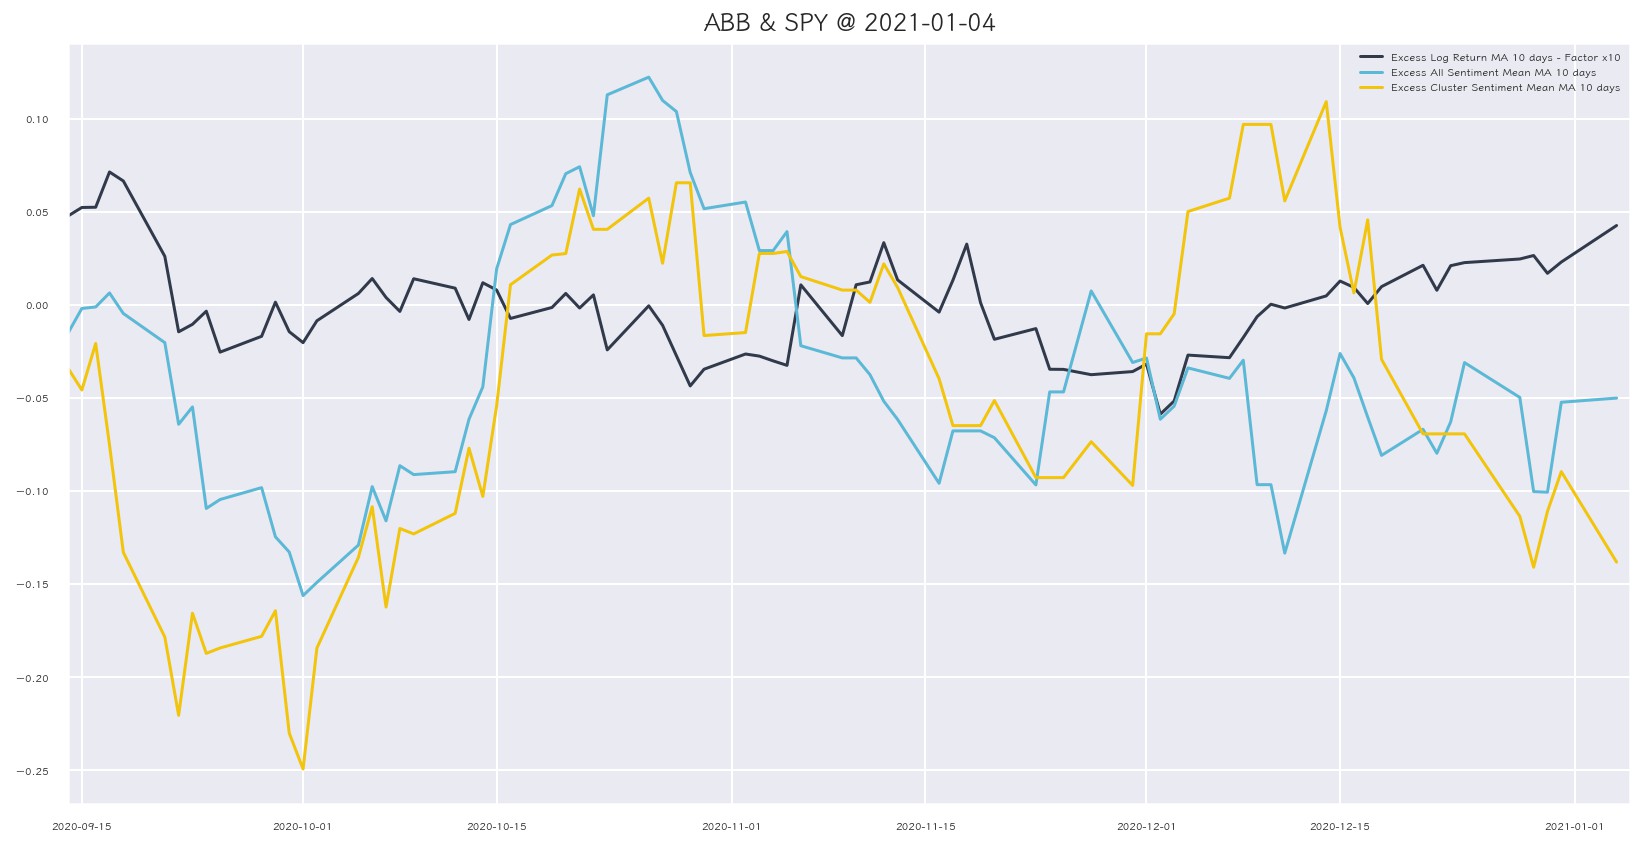 ABB & SPY @ 2021-01-04
Excess Log Return MA 10 days - Factor x10
Excess All Sentiment Mean MA 10 days
Excess Cluster Sentiment Mean MA 10 days
0.10
0.05
0.00
−0.05
−0.10
−0.15
−0.20
−0.25
2020-09-15 2020-10-01 2020-10-15 2020-11-01 2020-11-15 2020-12-01 2020-12-15 2021-01-01